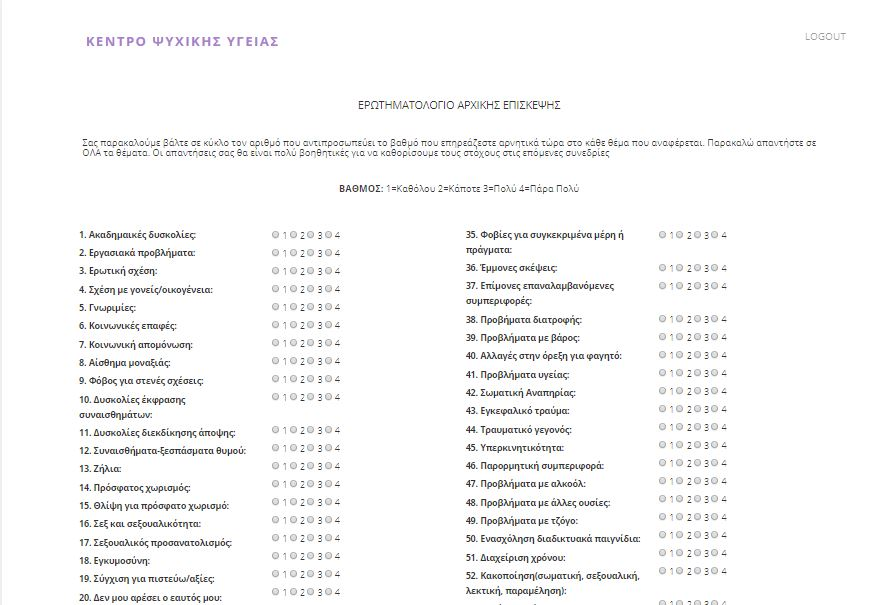 ΚΕΝΤΡΟ ΨΥΧΙΚΗΣ ΥΓΕΙΑΣ
LOGOUT
ΕΡΩΤΗΜΑΤΟΛΟΓΙΟ ΑΡΧΙΚΗΣ ΕΠΙΣΚΕΨΗΣ
Σας παρακαλούμε βάλτε σε κύκλο τον αριθμό που αντιπροσωπεύει το βαθμό που επηρεάζεστε αρνητικά τώρα στο κάθε θέμα που αναφέρεται. Παρακαλώ απαντήστε σε
ΟΛΑ τα θέματα. Οι απαντήσεις σας θα είναι πολύ βοηθητικές για να καθορίσουμε τους στόχους στις επόμενες συνεδρίες
ΒΑΘΜΟΣ: 1=Καθόλου 2=Κάποτε 3=Πολύ 4=Πάρα Πολύ
1. Ακαδημαικές δυσκολίες: 1 2 3 4
2. Εργασιακά προβλήματα: 1 2 3 4
3. Ερωτική σχέση: 1 2 3 4
4. Σχέση με γονείς/οικογένεια: 1 2 3 4
5. Γνωριμίες: 1 2 3 4
6. Κοινωνικές επαφές: 1 2 3 4
7. Κοινωνική απομόνωση: 1 2 3 4
8. Αίσθημα μοναξιάς: 1 2 3 4
9. Φόβος για στενές σχέσεις: 1 2 3 4
10. Δυσκολίες έκφρασης 1 2 3 4
συναισθημάτων:
11. Δυσκολίες διεκδίκησης άποψης: 1 2 3 4
12. Συναισθήματα-ξεσπάσματα θυμού: 1 2 3 4
13. Ζήλια: 1 2 3 4
14. Πρόσφατος χωρισμός: 1 2 3 4
15. Θλίψη για πρόσφατο χωρισμό: 1 2 3 4
16. Σεξ και σεξουαλικότητα: 1 2 3 4
17. Σεξουαλικός προσανατολισμός: 1 2 3 4
18. Εγκυμοσύνη: 1 2 3 4
19. Σύγχιση για πιστεύω/αξίες: 1 2 3 4
20. Δεν μου αρέσει ο εαυτός μου: 1 2 3 4
35. Φοβίες για συγκεκριμένα μέρη ή 1 2 3 4
πράγματα:
36. Έμμονες σκέψεις: 1 2 3 4
37. Επίμονες επαναλαμβανόμενες 1 2 3 4
συμπεριφορές:
38. Προβήματα διατροφής: 1 2 3 4
39. Προβλήματα με βάρος: 1 2 3 4
40. Αλλαγές στην όρεξη για φαγητό: 1 2 3 4
41. Προβλήματα υγείας: 1 2 3 4
42. Σωματική Αναπηρίας: 1 2 3 4
43. Εγκεφαλικό τραύμα: 1 2 3 4
44. Τραυματικό γεγονός: 1 2 3 4
45. Υπερκινητικότητα: 1 2 3 4
46. Παρορμητική συμπεριφορά: 1 2 3 4
47. Προβλήματα με αλκοόλ: 1 2 3 4
48. Προβλήματα με άλλες ουσίες: 1 2 3 4
49. Προβλήματα με τζόγο: 1 2 3 4
50. Ενασχόληση διαδικτυακά παιγνίδια: 1 2 3 4
51. Διαχείριση χρόνου: 1 2 3 4
52. Κακοποίηση(σωματική, σεξουαλική, 1 2 3 4
λεκτική, παραμέληση):